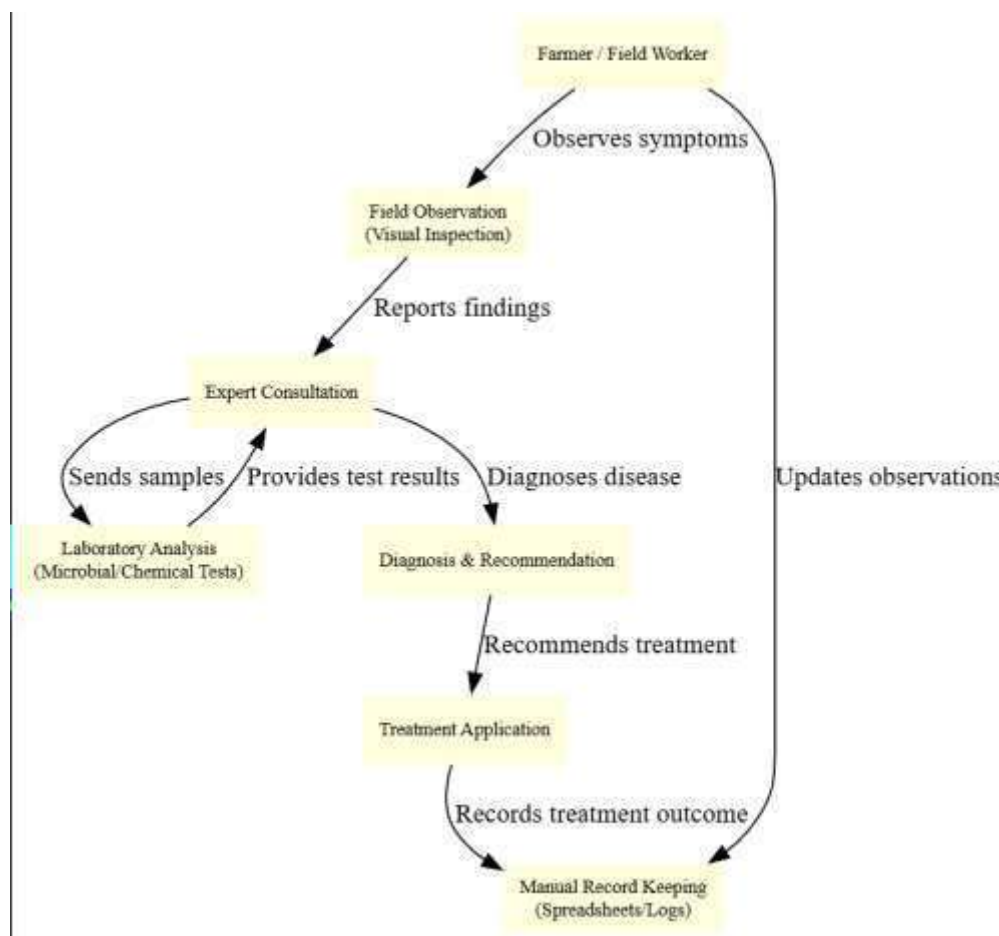 Farmer / Field Worker
Observes symptoms
Field Observation
(Visual Inspection)
Reports findings
Expert Consultation
Sends samples
Provides test results
Diagnoses disease
Updates observations
Laboratory Analysis
(Microbial/Chemical Tests)
Diagnosis & Recommendation
Recommends treatment
Treatment Application
Records treatment outcome
Manual Record Keeping
(Spreadsheets/Logs)